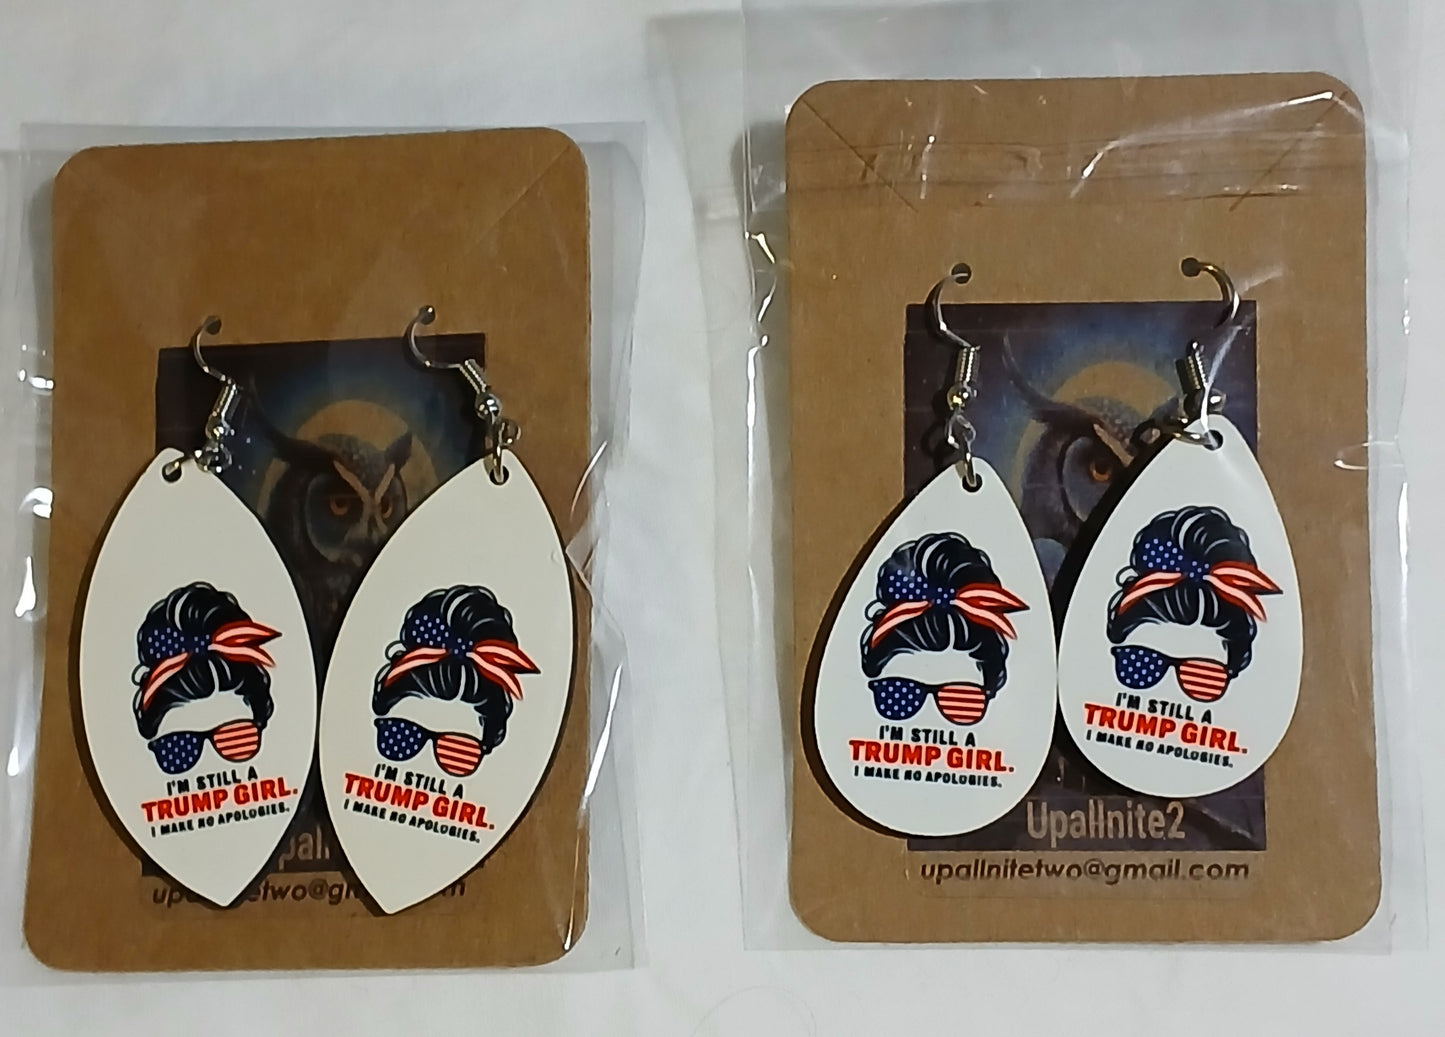 I'M STILL A
TRUMP GIRL.
I MAKE NO APOLOGIES.
I'M STILL A
TRUMP GIRL.
I MAKE NO APOLOGIES.
I'M STILL A
TRUMP GIRL.
I MAKE NO APOLOGIES.
I'M STILL A
TRUMP GIRL.
I MAKE NO APOLOGIES.
Upallnite2
upallnitetwo@gmail.com